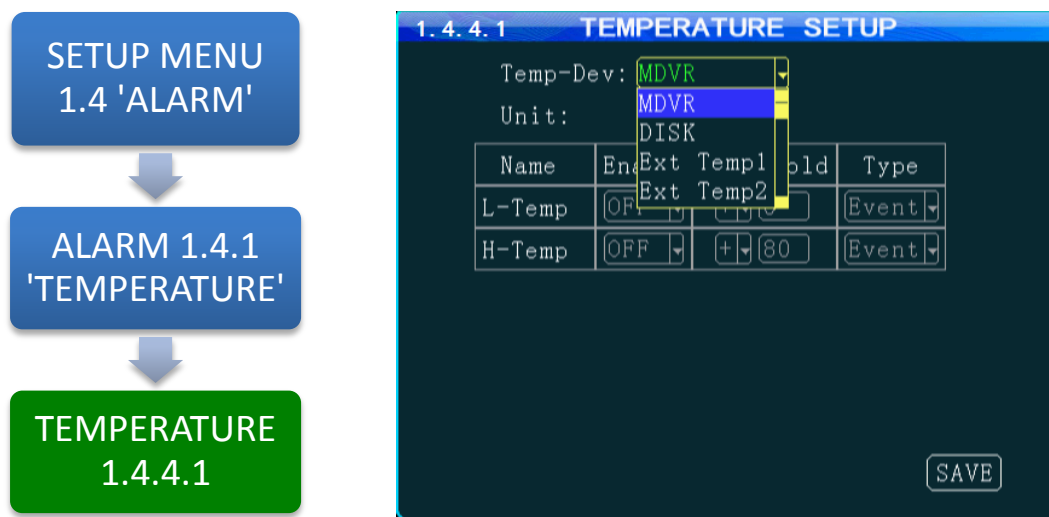 SETUP MENU
1.4 'ALARM'
ALARM 1.4.1
'TEMPERATURE'
TEMPERATURE
1.4.4.1
1.4.4.1 TEMPERATURE SETUP
Temp-Dev: MDVR
MDVR
DISK
Ext Temp1
Ext Temp2
Unit:
Name Type
L-Temp Event
H-Temp OFF + 80 Event
SAVE